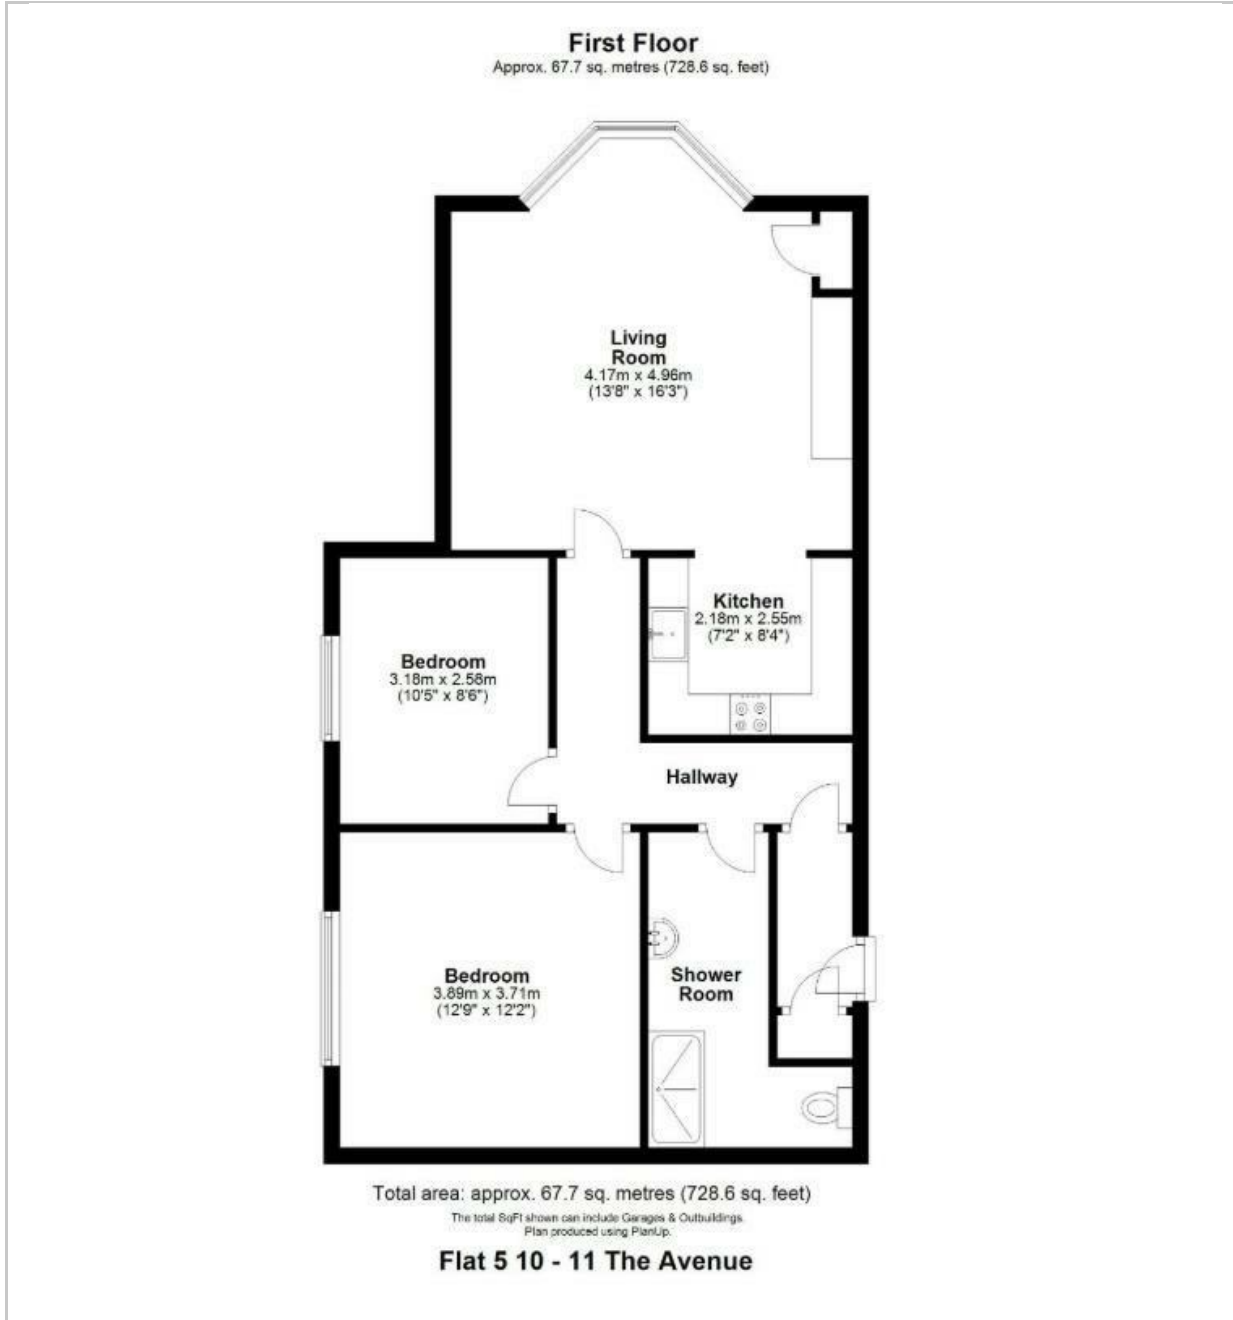 First Floor
Approx. 67.7 sq. metres (728.6 sq. feet)
Living
Room
4.17m x 4.96m
(13'8" x 16'3")
Kitchen
2.18m x 2.55m
(7'2" x 8'4")
Bedroom
3.18m x 2.58m
(10'5" x 8'6")
Hallway
Bedroom
3.89m x 3.71m
(12'9" x 12'2")
Shower
Room
Total area: approx. 67.7 sq. metres (728.6 sq. feet)
The total SqFt shown can include Garages & Outbuildings.
Plan produced using PlanUp.
Flat 5 10 - 11 The Avenue